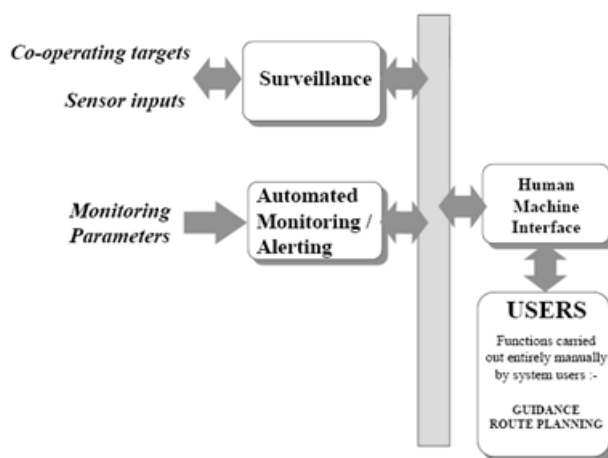 Co-operating targets
Sensor inputs
Surveillance
Monitoring
Parameters
Automated
Monitoring /
Alerting
Human
Machine
Interface
USERS
Functions carried
out entirely manually
by system users :-
GUIDANCE
ROUTE PLANNING